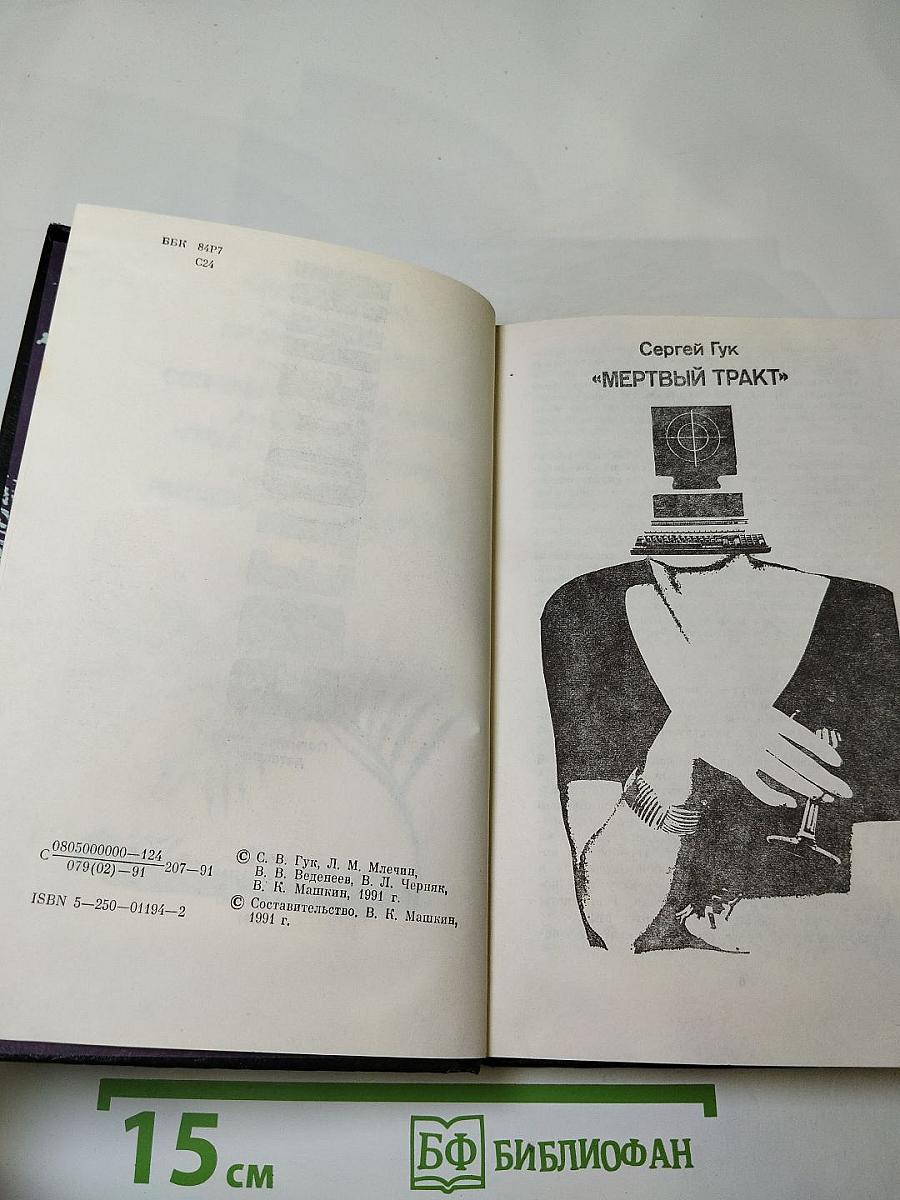 ББК 84Р7
С24
С 0805000000—124
079(02)—91 207—91
ISBN 5—250—01194—2
© С. В. Гук, Л. М. Млечин,
В. В. Веденеев, В. Л. Черняк,
В. К. Машкин, 1991 г.
© Составительство, В. К. Машкин,
1991 г.
Сергей Гук
«МЕРТВЫЙ ТРАКТ»
15 см
БФ БИБЛИОФАН